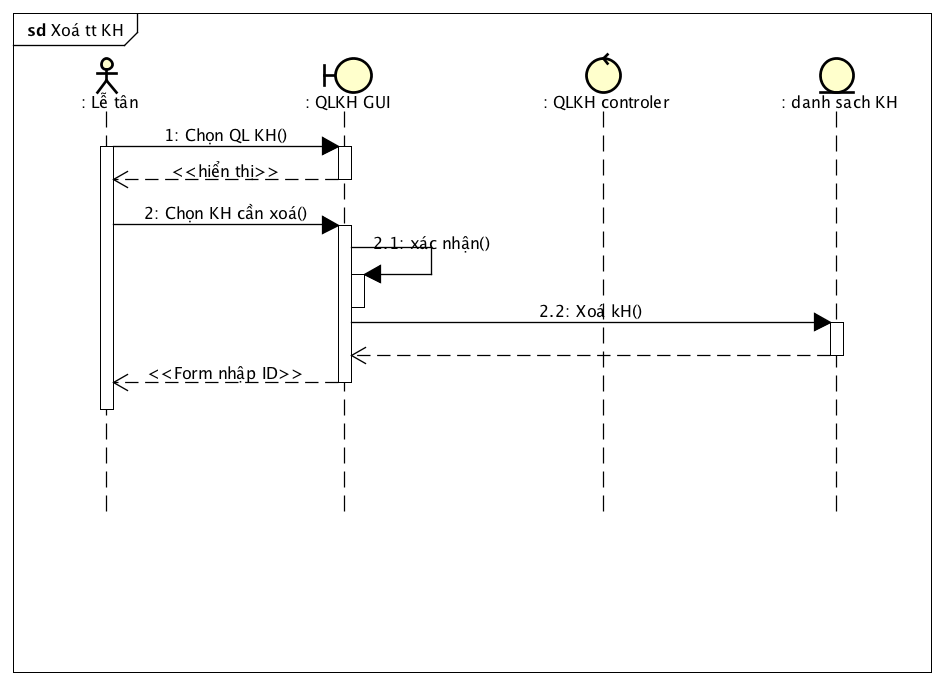 sd Xoá tt KH
: Lễ tân
: QLKH GUI
: QLKH controler
: danh sach KH
1: Chọn QL KH()
<<hiển thi>>
2: Chọn KH cần xoá()
2.1: xác nhận()
2.2: Xoá kH()
<<Form nhập ID>>